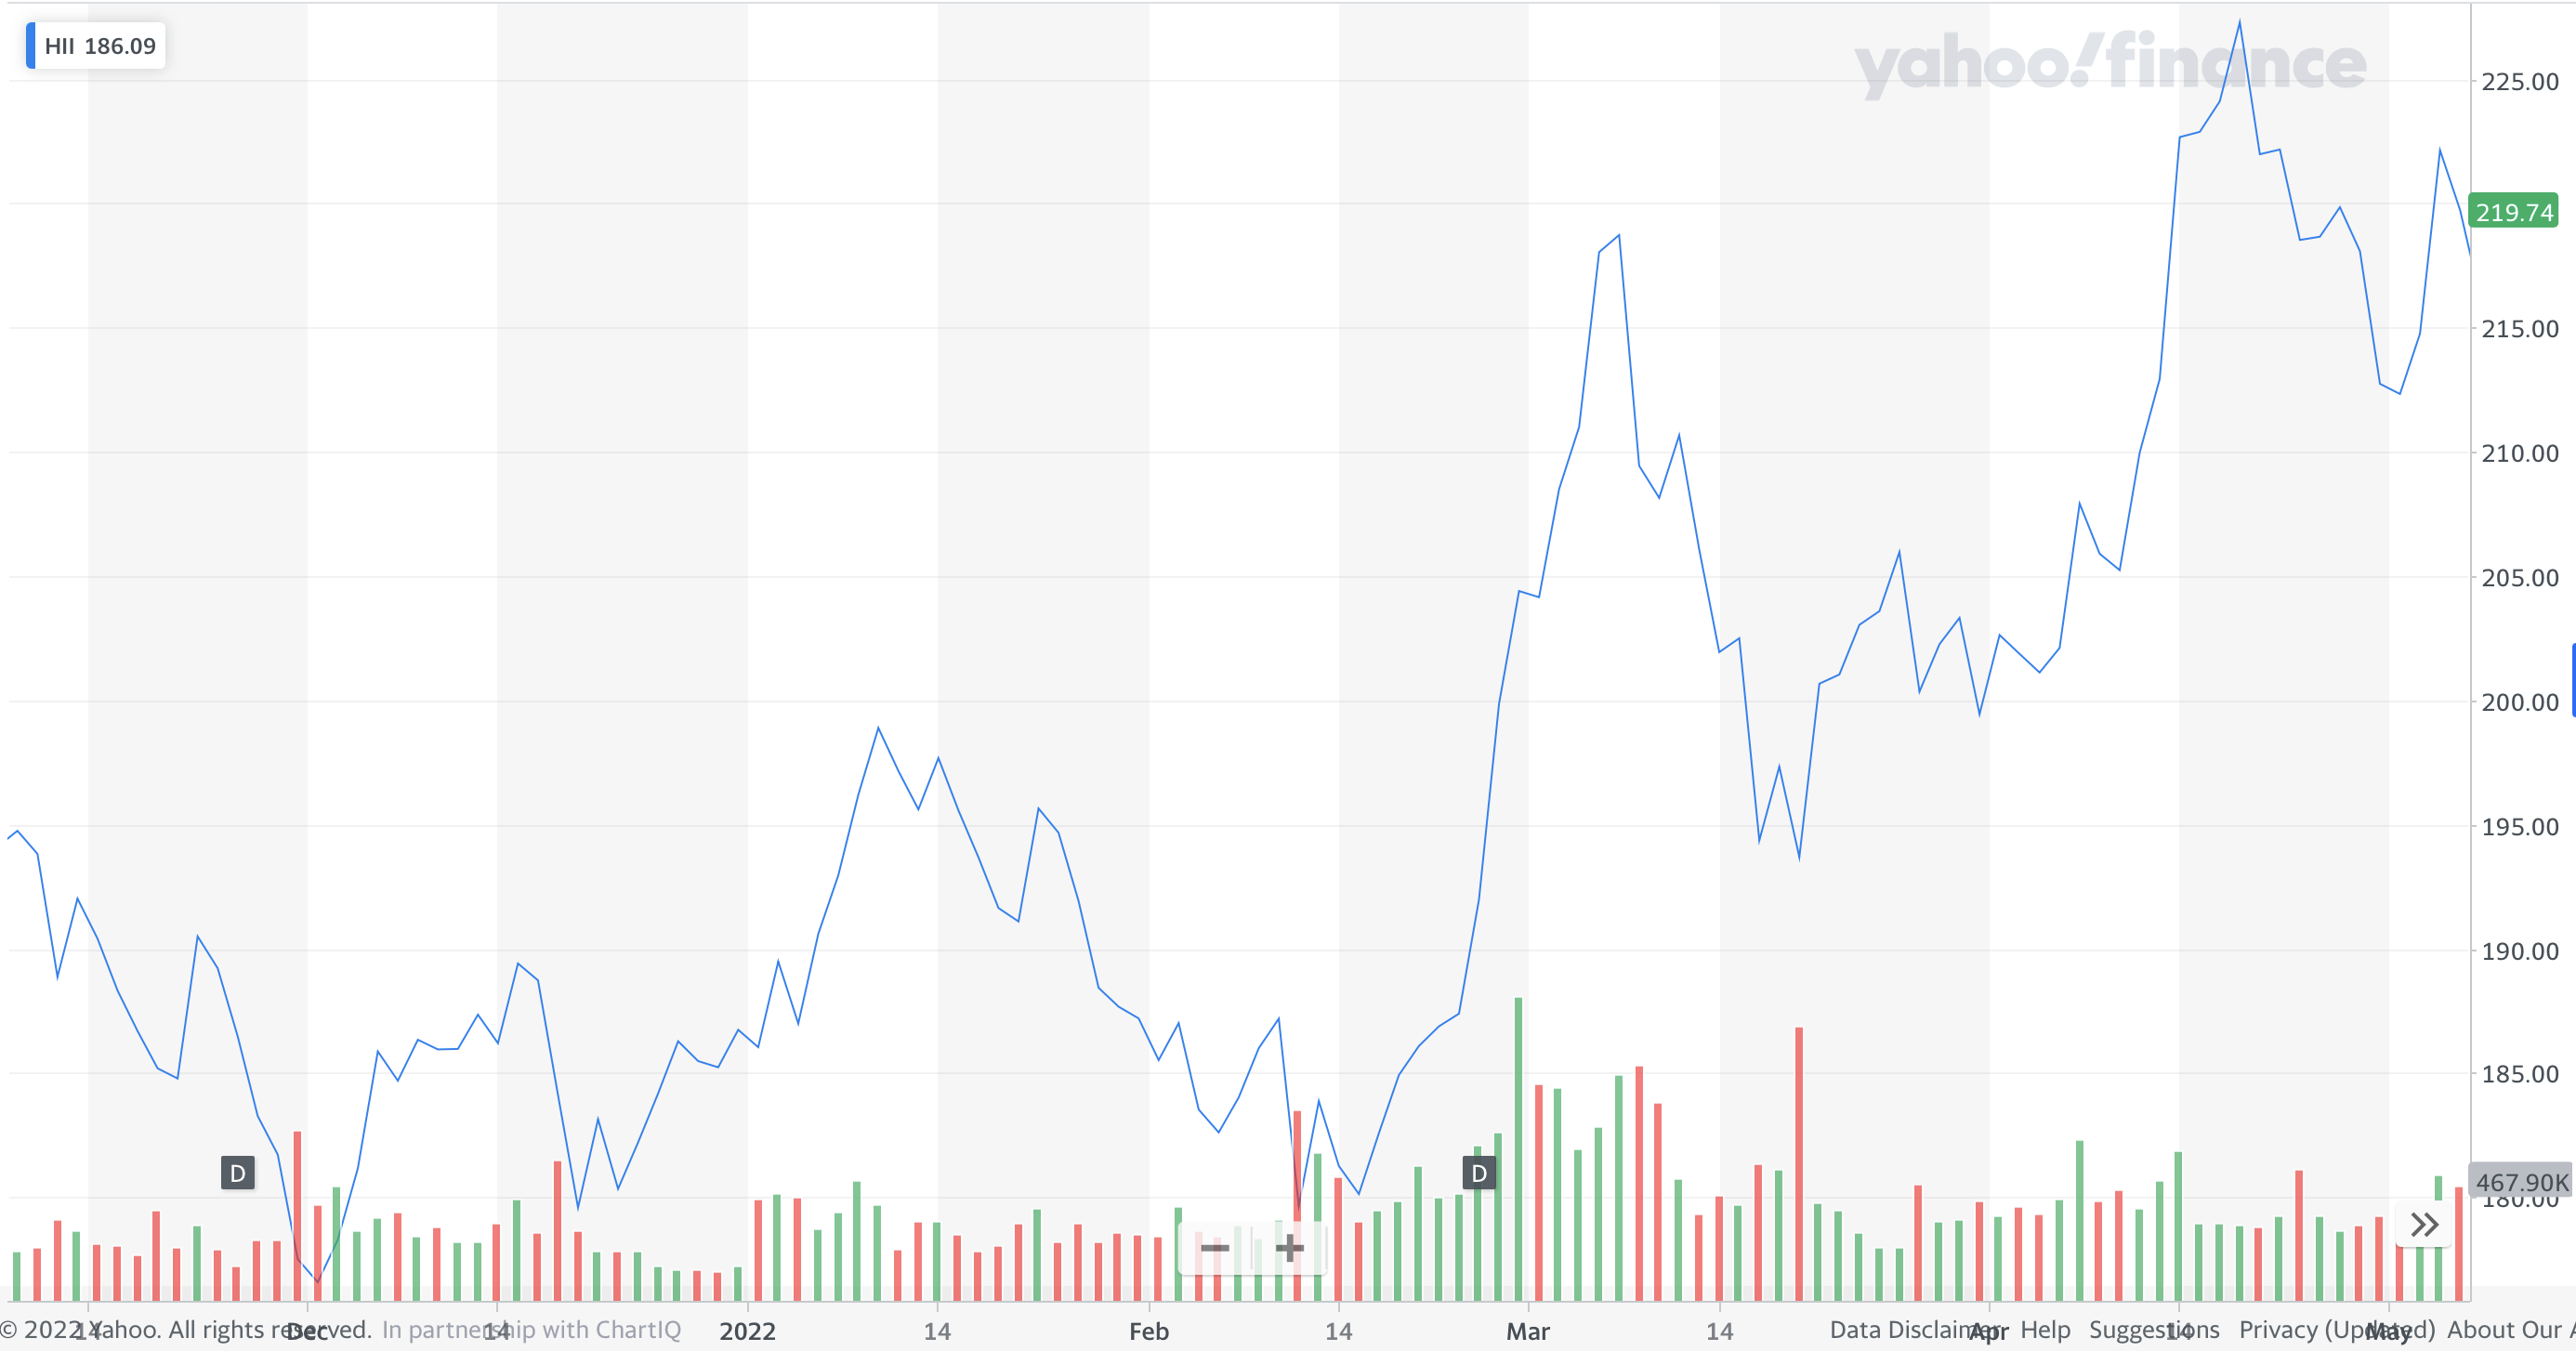 HII 186.09
yahoo!finance
225.00
219.74
215.00
210.00
205.00
200.00
195.00
190.00
185.00
D
D
467.90K
180.00
14 Dec 14 2022 14 Feb 14 Mar 14 Apr 14 May
© 2022 Yahoo. All rights reserved. In partnership with ChartIQ
Data Disclaimer Help Suggestions Privacy (Updated) About Our A